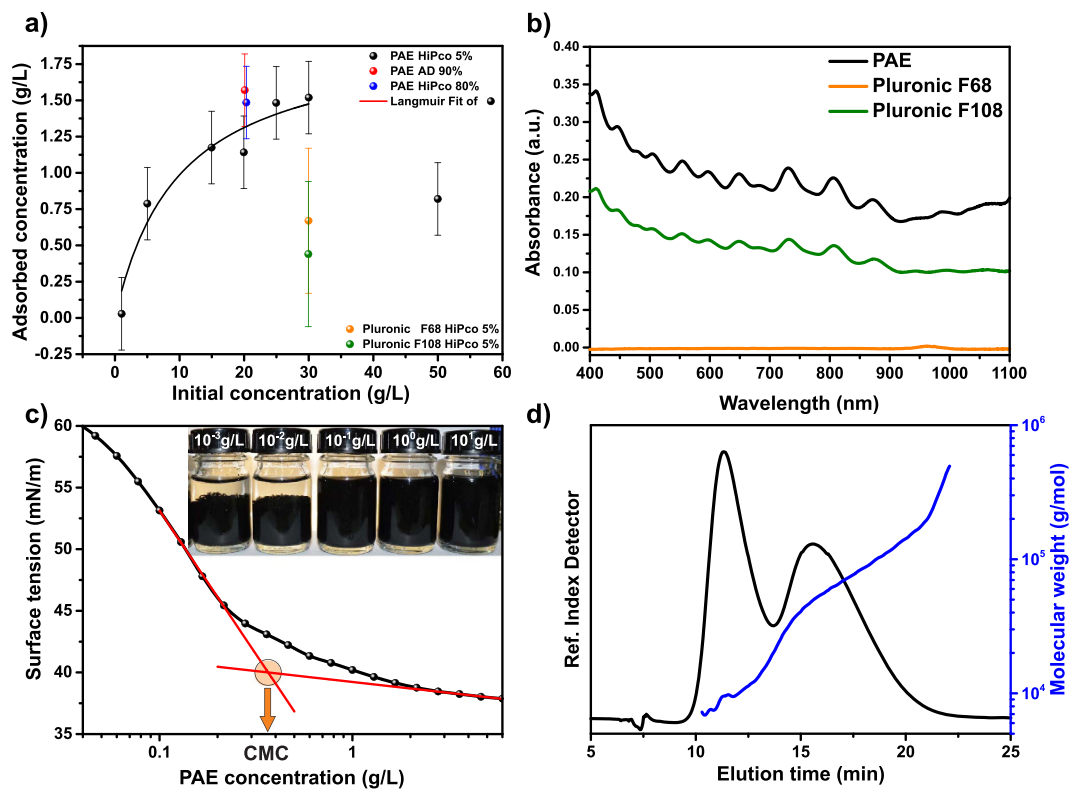 a)
Adsorbed concentration (g/L)
1.75
1.50
1.25
1.00
0.75
0.50
0.25
0.00
-0.25
PAE HiPco 5%
PAE AD 90%
PAE HiPco 80%
Langmuir Fit of
Pluronic F68 HiPco 5%
Pluronic F108 HiPco 5%
0 10 20 30 40 50 60
Initial concentration (g/L)
b)
Absorbance (a.u.)
0.40
0.35
0.30
0.25
0.20
0.15
0.10
0.05
0.00
PAE
Pluronic F68
Pluronic F108
400 500 600 700 800 900 1000 1100
Wavelength (nm)
c)
Surface tension (mN/m)
60
55
50
45
40
35
10⁻³g/L 10⁻²g/L 10⁻¹g/L 10⁰g/L 10¹g/L
0.1 1
CMC
PAE concentration (g/L)
d)
Ref. Index Detector
5 10 15 20 25
Elution time (min)
10⁶
10⁵
10⁴
Molecular weight (g/mol)